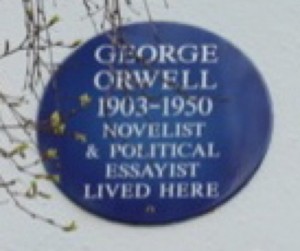 GEORGE
ORWELL
1903-1950
NOVELIST
& POLITICAL
ESSAYIST
LIVED HERE